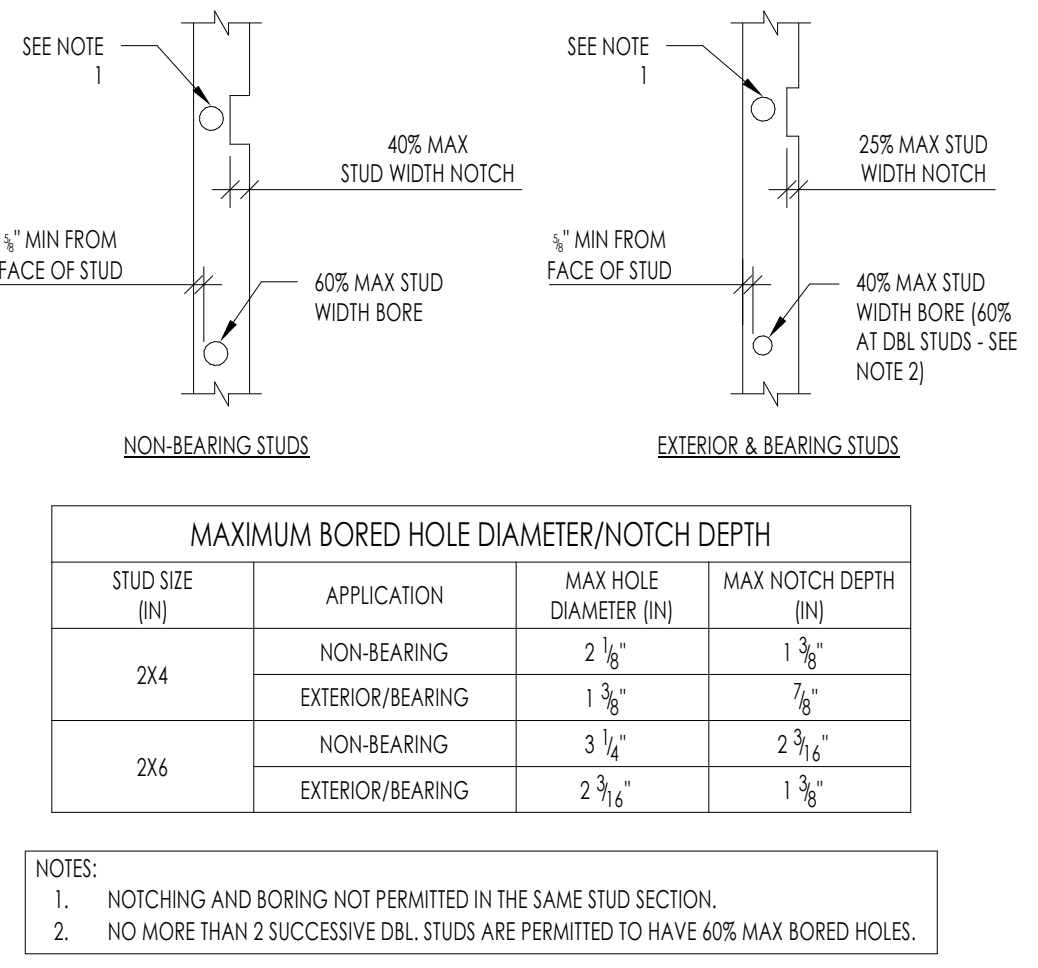 SEE NOTE
1
40% MAX
STUD WIDTH NOTCH
⅝" MIN FROM
FACE OF STUD
60% MAX STUD
WIDTH BORE
NON-BEARING STUDS
SEE NOTE
1
25% MAX STUD
WIDTH NOTCH
⅝" MIN FROM
FACE OF STUD
40% MAX STUD
WIDTH BORE (60%
AT DBL STUDS - SEE
NOTE 2)
EXTERIOR & BEARING STUDS
MAXIMUM BORED HOLE DIAMETER/NOTCH DEPTH
STUD SIZE
(IN)
APPLICATION
MAX HOLE
DIAMETER (IN)
MAX NOTCH DEPTH
(IN)
2X4
NON-BEARING
2 1/8"
1 3/8"
EXTERIOR/BEARING
1 3/8"
7/8"
2X6
NON-BEARING
3 1/4"
2 3/16"
EXTERIOR/BEARING
2 3/16"
1 3/8"
NOTES:
1. NOTCHING AND BORING NOT PERMITTED IN THE SAME STUD SECTION.
2. NO MORE THAN 2 SUCCESSIVE DBL. STUDS ARE PERMITTED TO HAVE 60% MAX BORED HOLES.